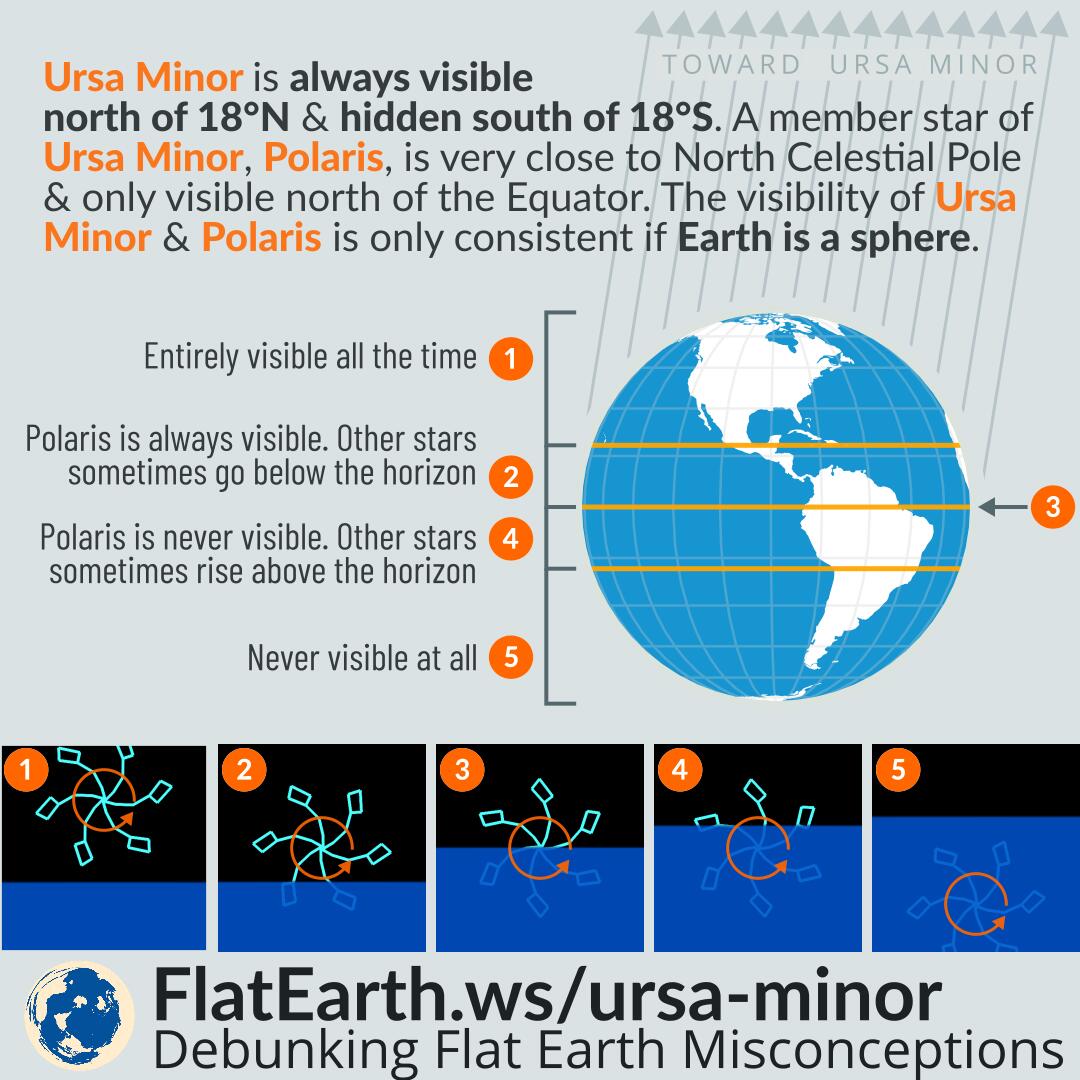 TOWARD URSA MINOR
Ursa Minor is always visible
north of 18°N & hidden south of 18°S. A member star of
Ursa Minor, Polaris, is very close to North Celestial Pole
& only visible north of the Equator. The visibility of Ursa
Minor & Polaris is only consistent if Earth is a sphere.
Entirely visible all the time 1
Polaris is always visible. Other stars
sometimes go below the horizon 2
3
Polaris is never visible. Other stars 4
sometimes rise above the horizon
Never visible at all 5
1 2 3 4 5
FlatEarth.ws/ursa-minor
Debunking Flat Earth Misconceptions